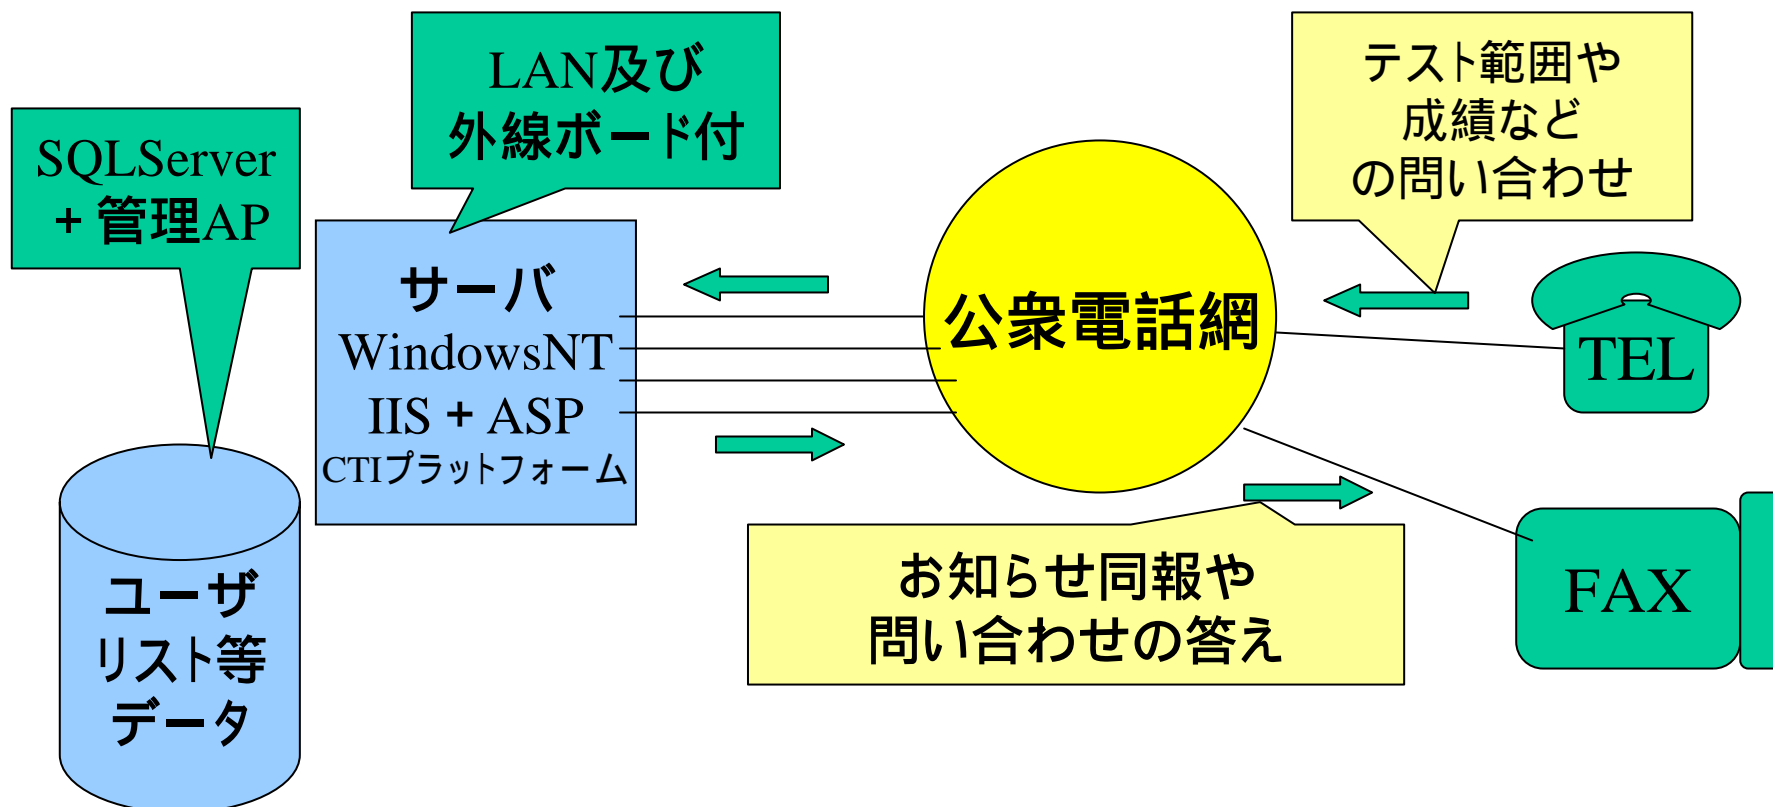 LAN及び
外線ボード付
SQLServer
+ 管理AP
サーバ
WindowsNT
IIS + ASP
CTIプラットフォーム
ユーザ
リスト等
データ
公衆電話網
テスト範囲や
成績など
の問い合わせ
TEL
FAX
お知らせ同報や
問い合わせの答え